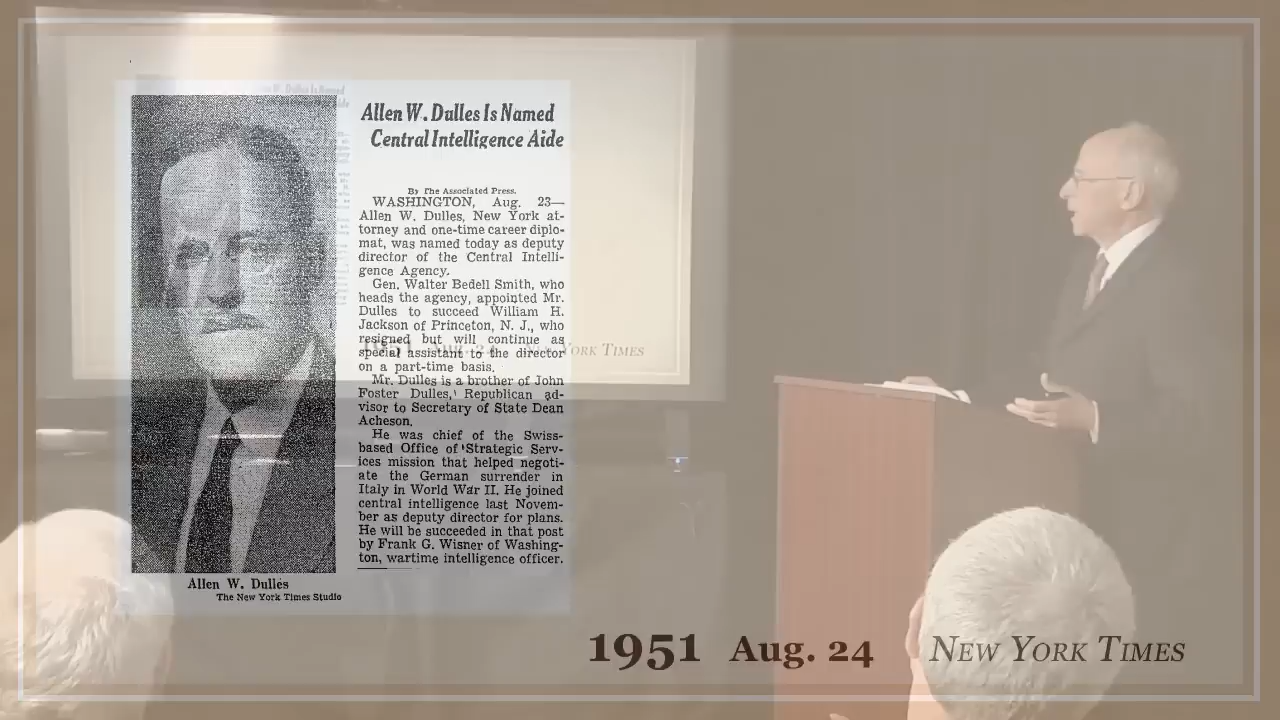 Allen W. Dulles Is Named
Central Intelligence Aide
By The Associated Press.
WASHINGTON, Aug. 23—
Allen W. Dulles, New York at-
torney and one-time career diplo-
mat, was named today as deputy
director of the Central Intelli-
gence Agency.
Gen. Walter Bedell Smith, who
heads the agency, appointed Mr.
Dulles to succeed William H.
Jackson of Princeton, N. J., who
resigned but will continue as
special assistant to the director
on a part-time basis.
Mr. Dulles is a brother of John
Foster Dulles, Republican ad-
visor to Secretary of State Dean
Acheson.
He was chief of the Swiss-
based Office of Strategic Serv-
ices mission that helped negoti-
ate the German surrender in
Italy in World War II. He joined
central intelligence last Novem-
ber as deputy director for plans.
He will be succeeded in that post
by Frank G. Wisner of Washing-
ton, wartime intelligence officer.
Allen W. Dulles
The New York Times Studio
1951 Aug. 24 NEW YORK TIMES
1951 Aug. 24 NEW YORK TIMES